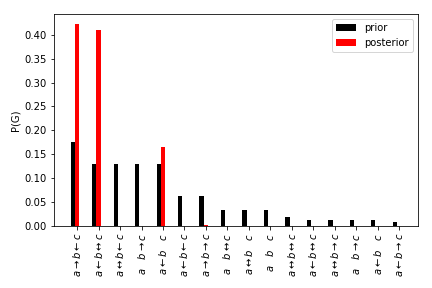 P(G)
0.40
0.35
0.30
0.25
0.20
0.15
0.10
0.05
0.00
prior
posterior
a→b←c
a→b↔c
a↔b←c
a b←c
a→b c
a←b←c
a→b→c
a b↔c
a↔b c
a b c
a↔b↔c
a←b↔c
a↔b→c
a b→c
a←b c
a←b→c